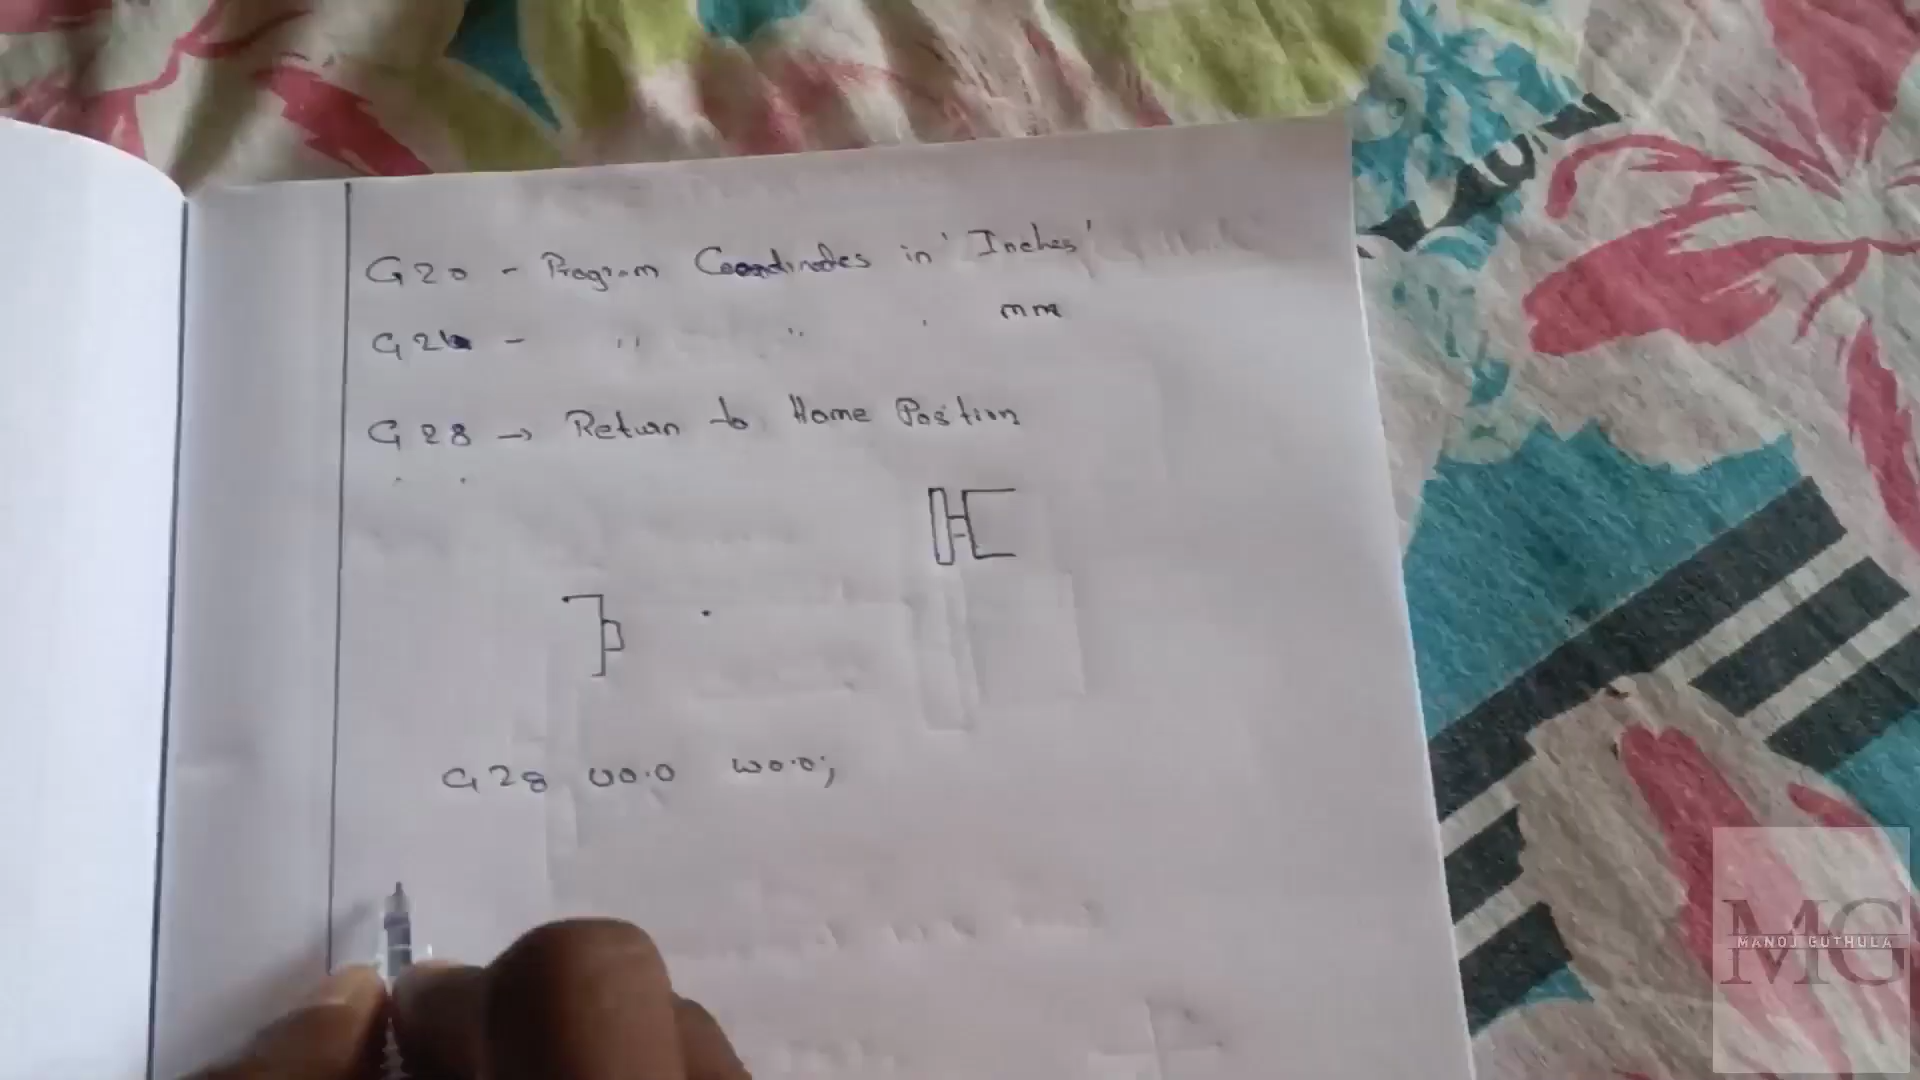 G20 - Program Coordinates in 'Inches'
G21 - " " " mm
G28 → Return to Home Position
G28 U0.0 W0.0;
MG
MANOJ GUTHULA